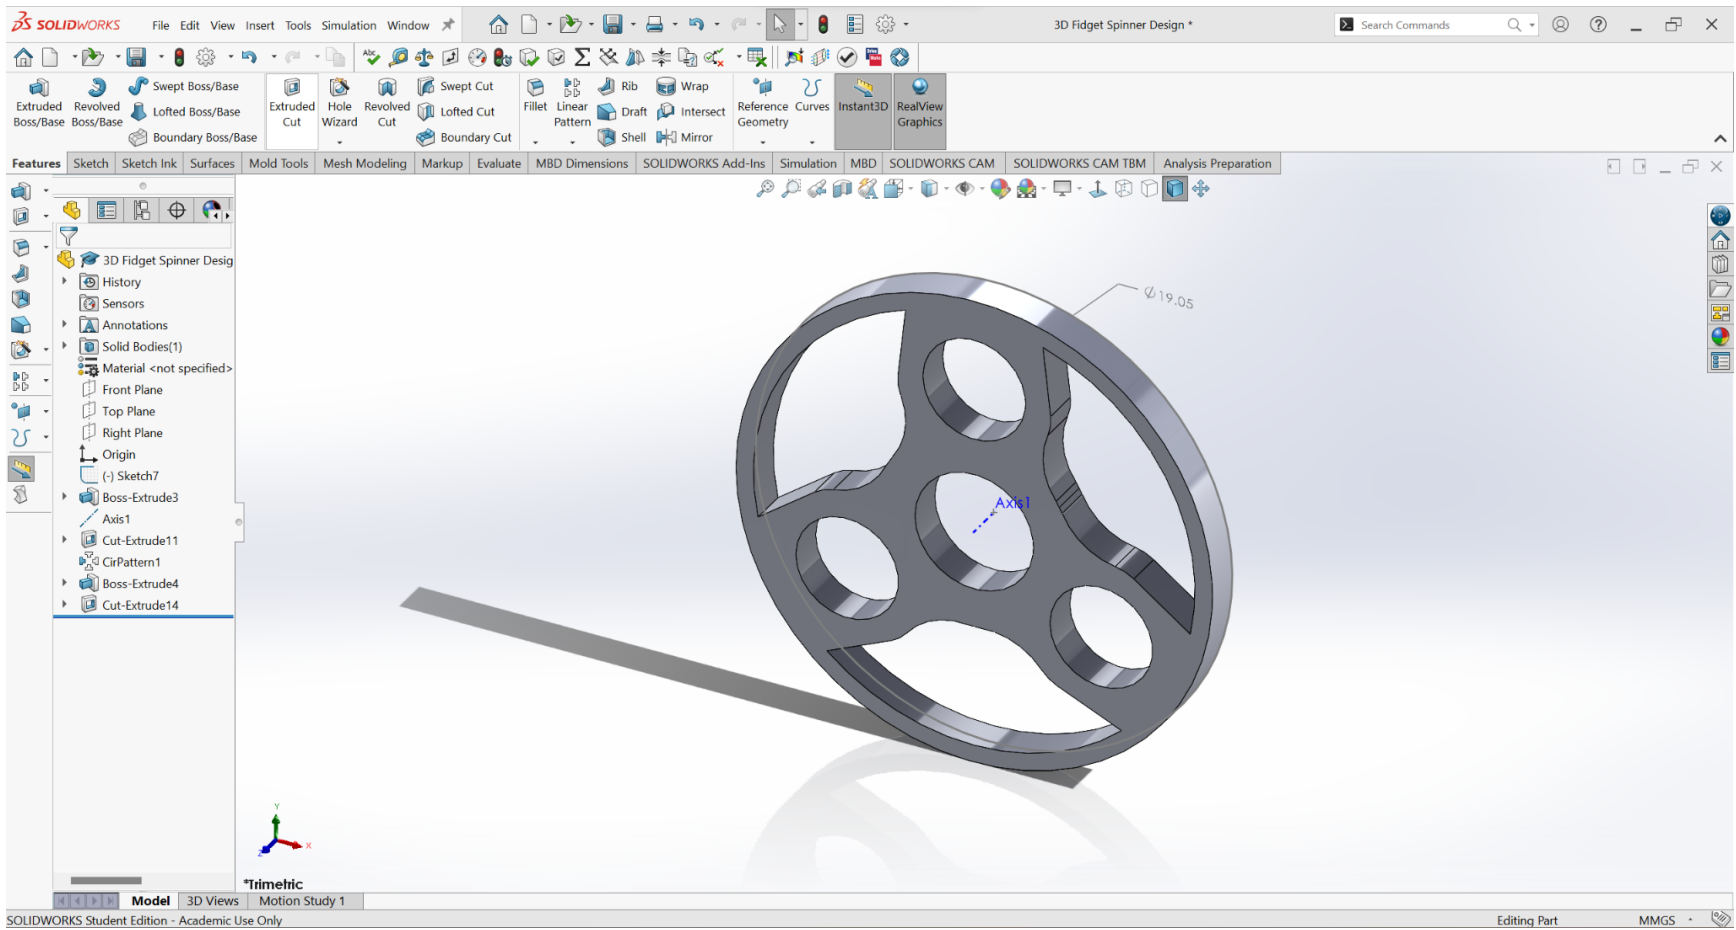 SOLIDWORKS File Edit View Insert Tools Simulation Window 3D Fidget Spinner Design * Search Commands
Extruded Boss/Base
Revolved Boss/Base
Swept Boss/Base
Lofted Boss/Base
Boundary Boss/Base
Extruded Cut
Hole Wizard
Revolved Cut
Swept Cut
Lofted Cut
Boundary Cut
Fillet
Linear Pattern
Rib
Draft
Shell
Wrap
Intersect
Mirror
Reference Geometry
Curves
Instant3D
RealView Graphics
Features Sketch Sketch Ink Surfaces Mold Tools Mesh Modeling Markup Evaluate MBD Dimensions SOLIDWORKS Add-Ins Simulation MBD SOLIDWORKS CAM SOLIDWORKS CAM TBM Analysis Preparation
3D Fidget Spinner Desig
History
Sensors
Annotations
Solid Bodies(1)
Material <not specified>
Front Plane
Top Plane
Right Plane
Origin
(-) Sketch7
Boss-Extrude3
Axis1
Cut-Extrude11
CirPattern1
Boss-Extrude4
Cut-Extrude14
Ø19.05
Axis1
Y
X
Z
*Trimetric
Model 3D Views Motion Study 1
SOLIDWORKS Student Edition - Academic Use Only Editing Part MMGS